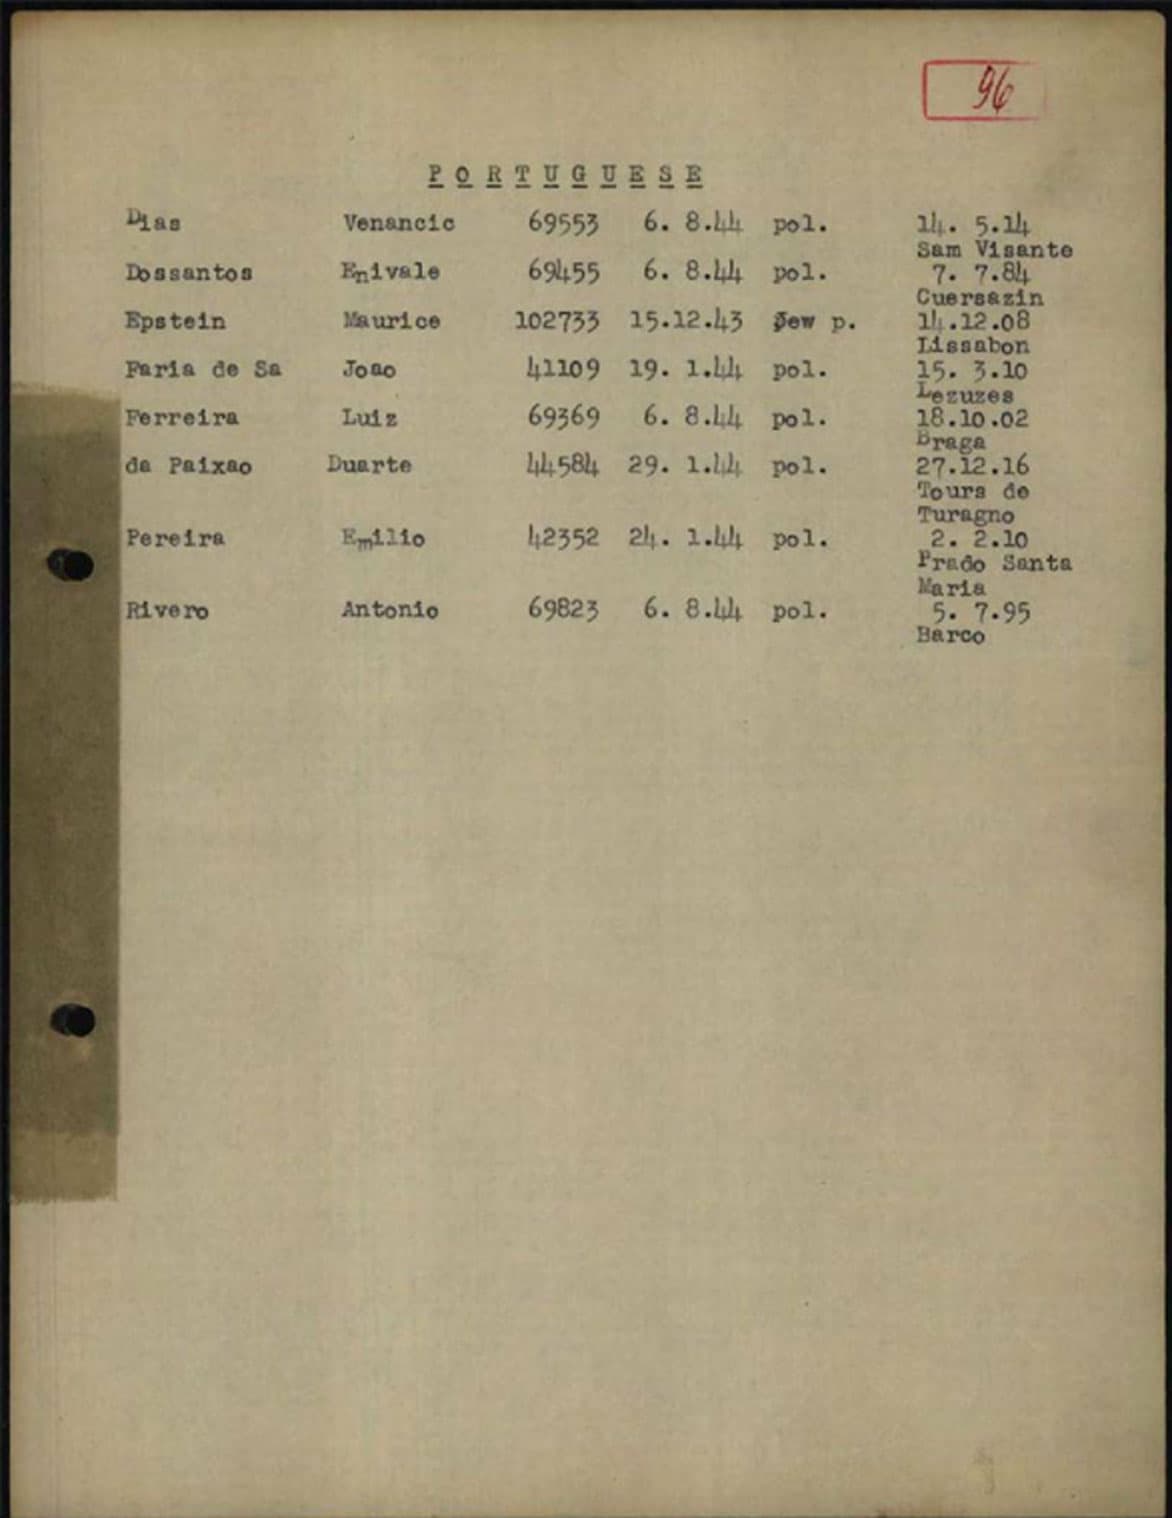 96
PORTUGUESE
Dias Venancic 69553 6. 8.44 pol. 14. 5.14
Sam Visante
Dossantos Enivale 69455 6. 8.44 pol. 7. 7.84
Cuersazin
Epstein Maurice 102733 15.12.43 Jew p. 14.12.08
Lissabon
Faria de Sa Joao 41109 19. 1.44 pol. 15. 3.10
Lezuzes
Ferreira Luiz 69369 6. 8.44 pol. 18.10.02
Braga
da Paixao Duarte 44584 29. 1.44 pol. 27.12.16
Tours de
Turagno
Pereira Emilio 42352 24. 1.44 pol. 2. 2.10
Prado Santa
Maria
Rivero Antonio 69823 6. 8.44 pol. 5. 7.95
Barco